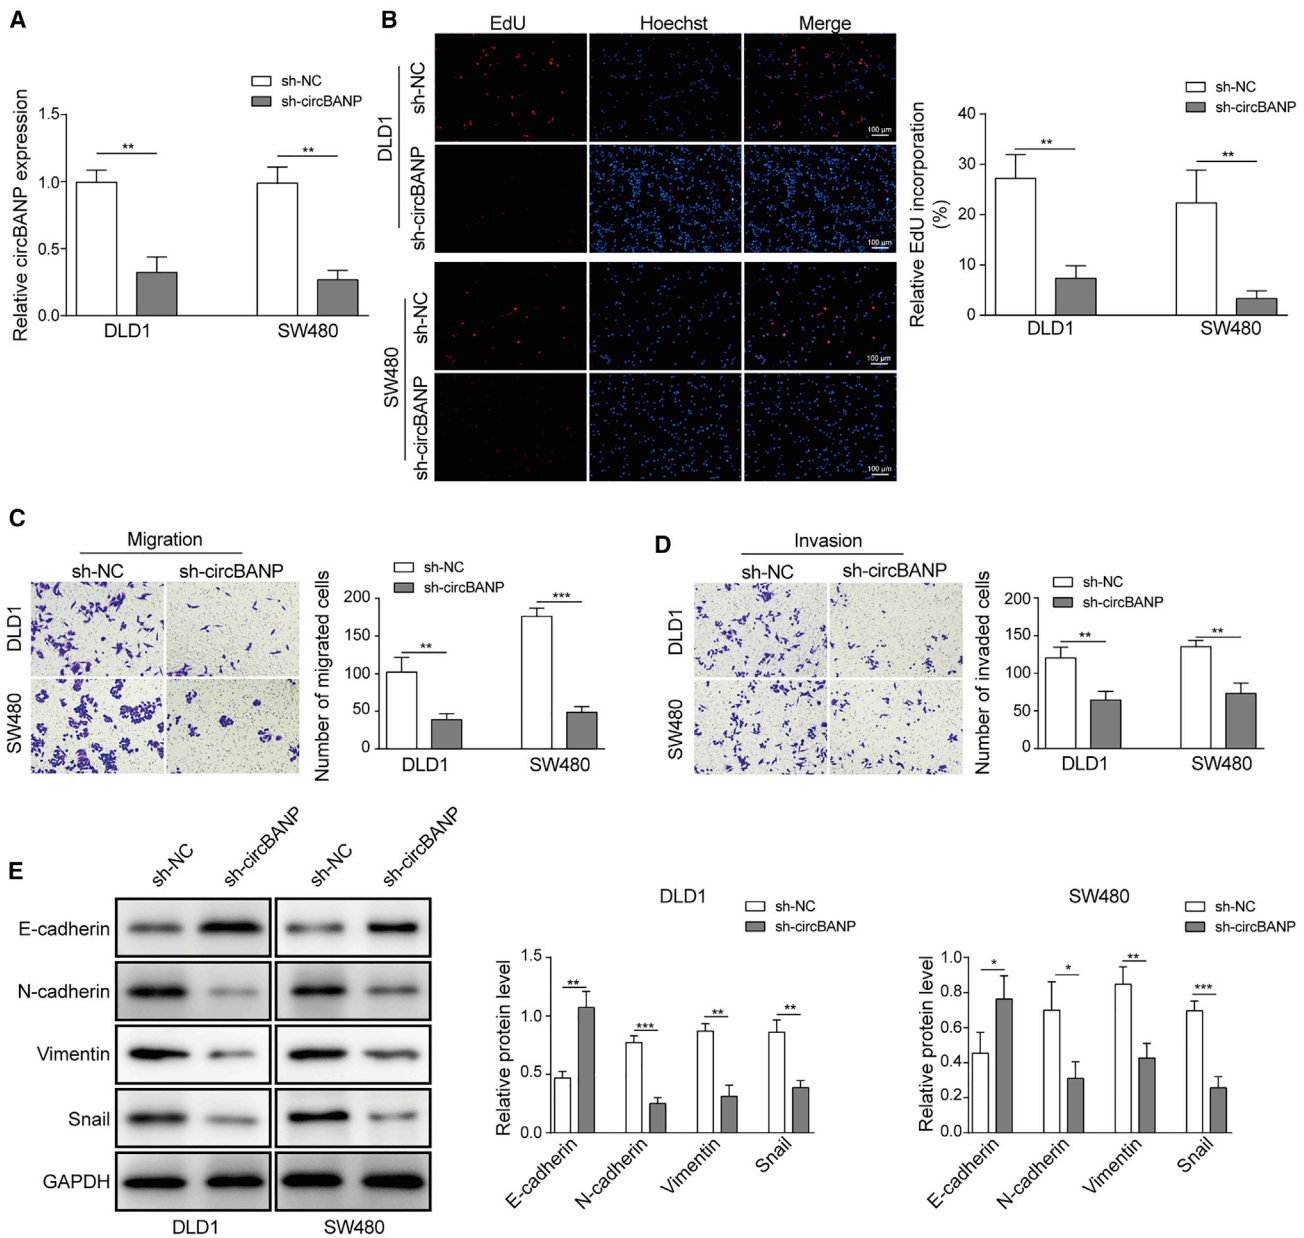 A
sh-NC
sh-circBANP
Relative circBANP expression
1.5
1.0
0.5
0.0
**
**
DLD1
SW480
B
EdU
Hoechst
Merge
DLD1
sh-NC
sh-circBANP
SW480
sh-NC
sh-circBANP
100 µm
100 µm
100 µm
100 µm
sh-NC
sh-circBANP
Relative EdU incorporation
(%)
40
30
20
10
0
**
**
DLD1
SW480
C
Migration
sh-NC
sh-circBANP
DLD1
SW480
sh-NC
sh-circBANP
Number of migrated cells
200
150
100
50
0
**
***
DLD1
SW480
D
Invasion
sh-NC
sh-circBANP
DLD1
SW480
sh-NC
sh-circBANP
Number of invaded cells
200
150
100
50
0
**
**
DLD1
SW480
E
sh-NC
sh-circBANP
sh-NC
sh-circBANP
E-cadherin
N-cadherin
Vimentin
Snail
GAPDH
DLD1
SW480
DLD1
sh-NC
sh-circBANP
Relative protein level
1.5
1.0
0.5
0.0
**
***
**
**
E-cadherin
N-cadherin
Vimentin
Snail
SW480
sh-NC
sh-circBANP
Relative protein level
1.0
0.8
0.6
0.4
0.2
0.0
*
*
**
***
E-cadherin
N-cadherin
Vimentin
Snail